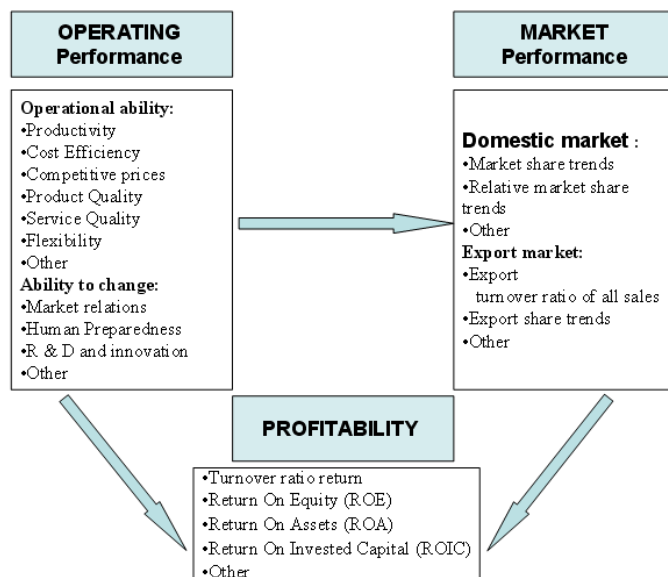 OPERATING
Performance
MARKET
Performance
Operational ability:
•Productivity
•Cost Efficiency
•Competitive prices
•Product Quality
•Service Quality
•Flexibility
•Other
Ability to change:
•Market relations
•Human Preparedness
•R & D and innovation
•Other
Domestic market :
•Market share trends
•Relative market share
trends
•Other
Export market:
•Export
turnover ratio of all sales
•Export share trends
•Other
PROFITABILITY
•Turnover ratio return
•Return On Equity (ROE)
•Return On Assets (ROA)
•Return On Invested Capital (ROIC)
•Other